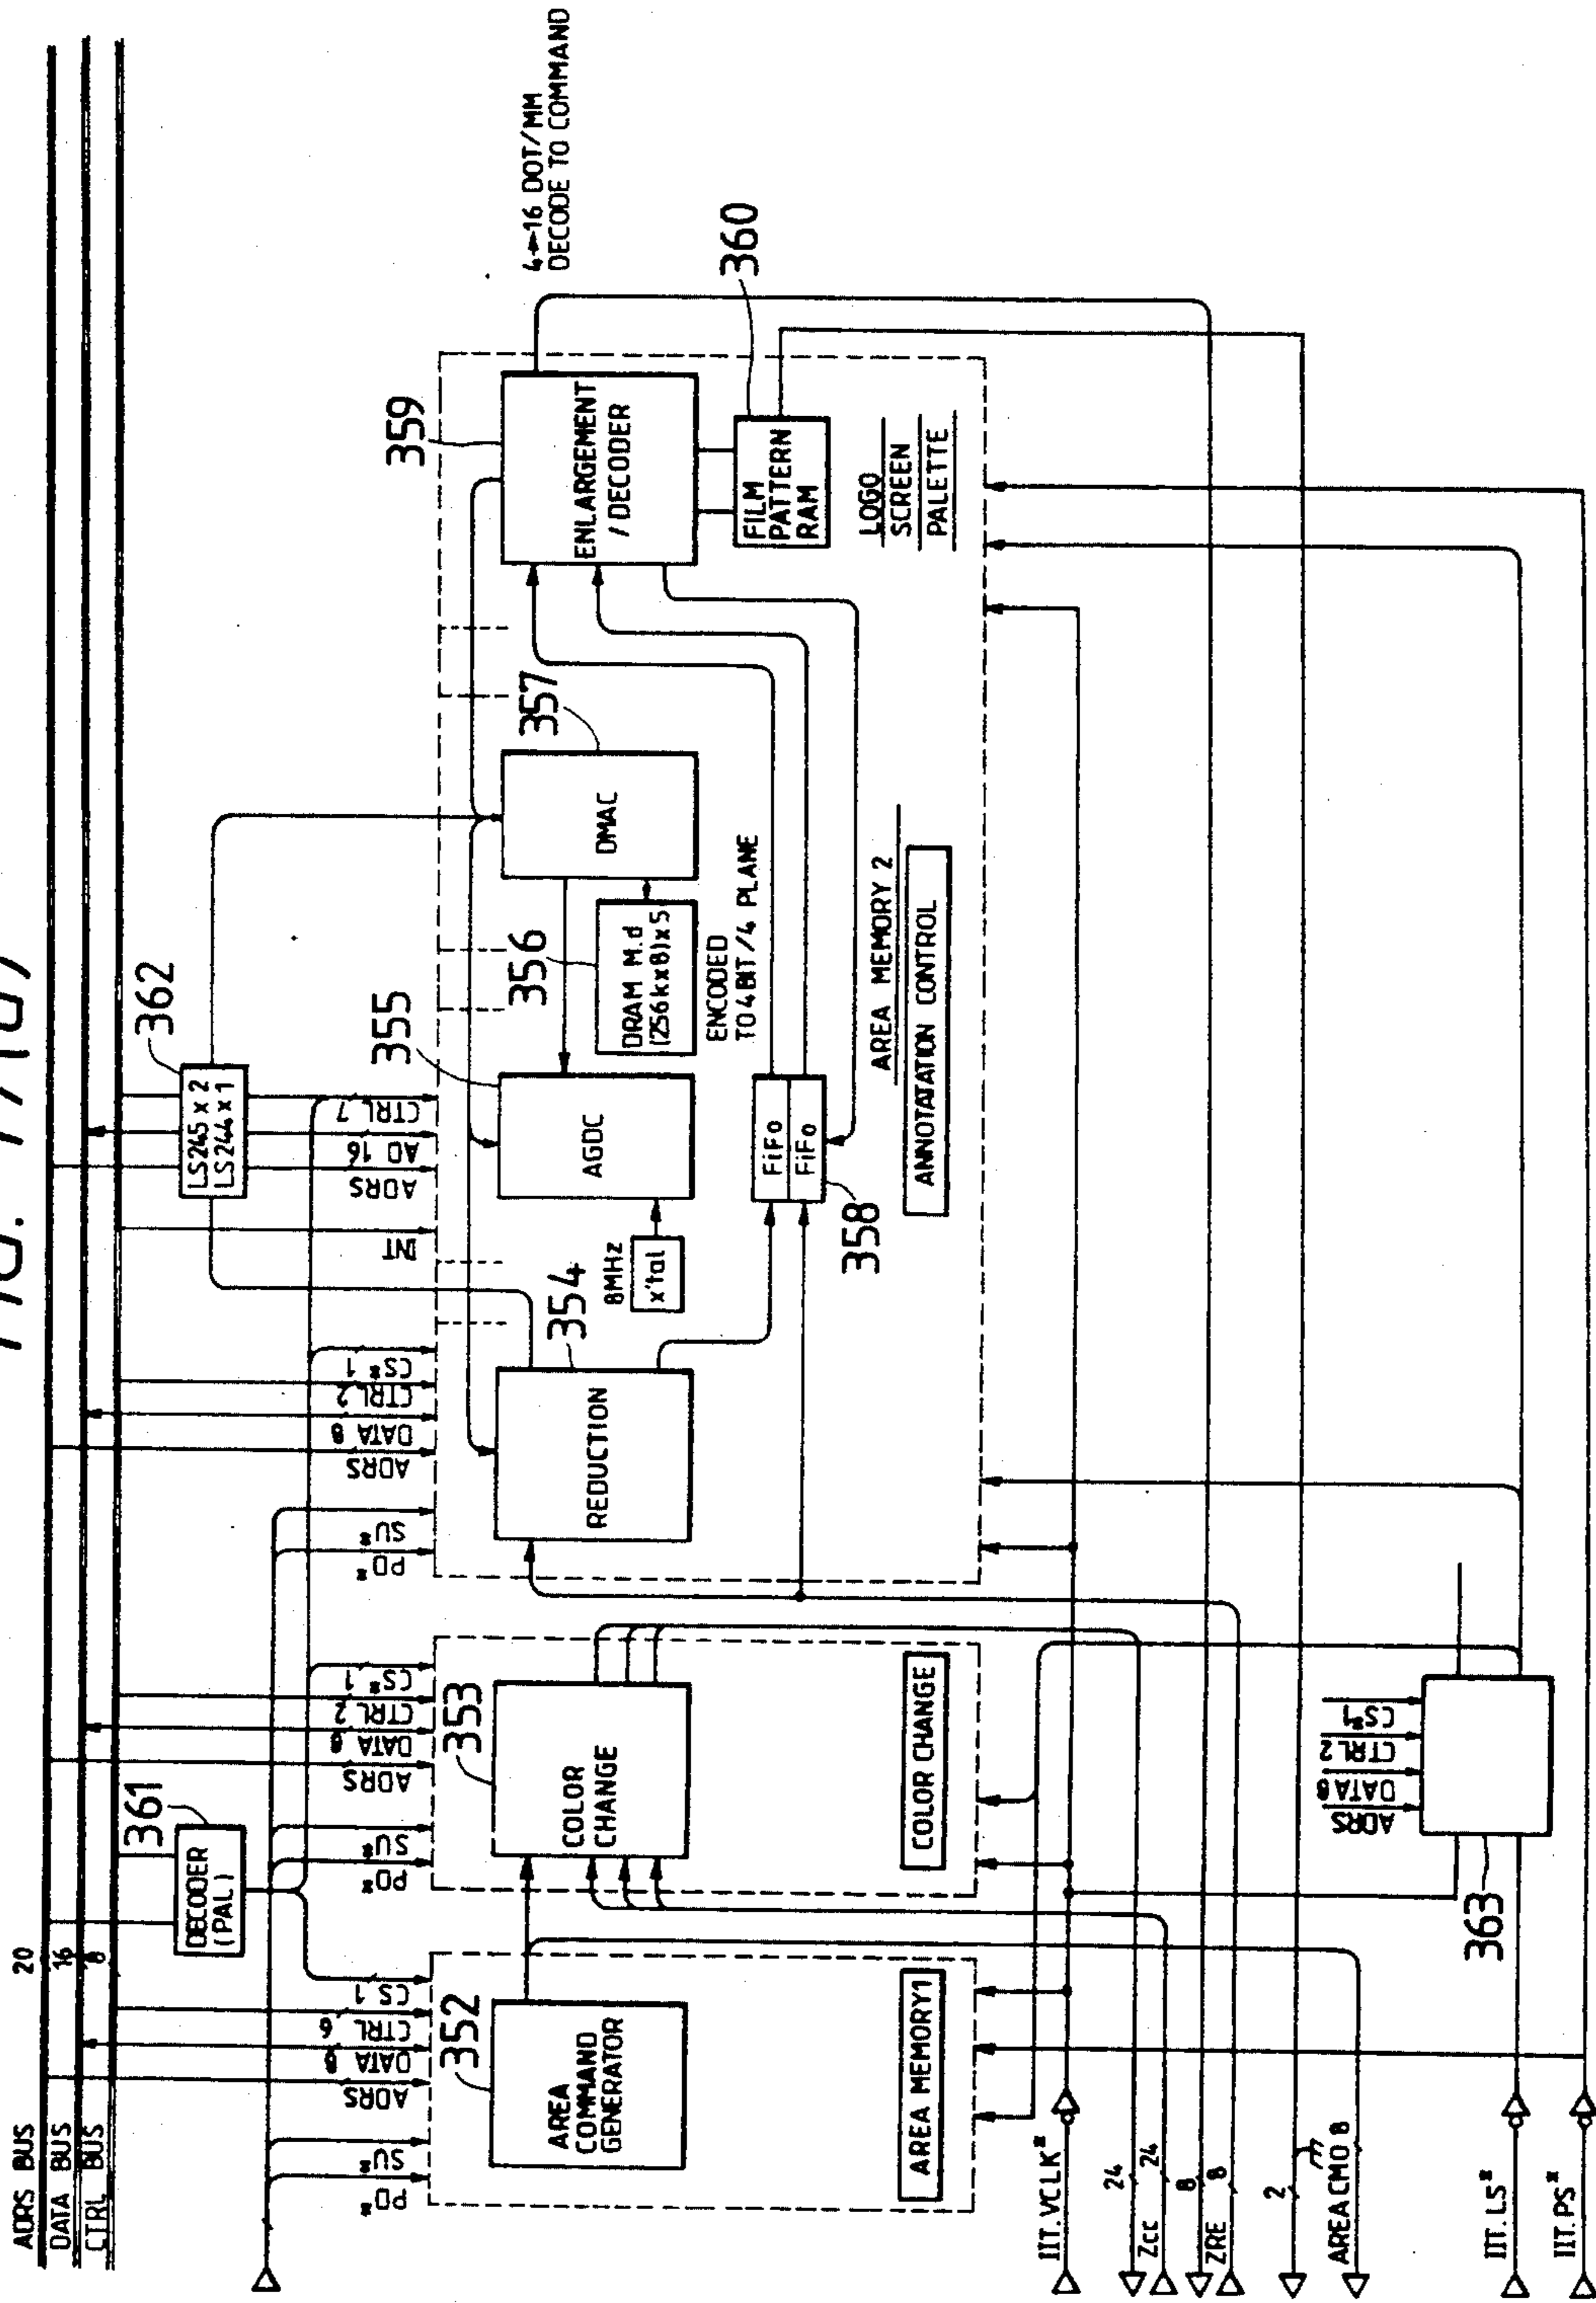 ADRS BUS 20
DATA BUS 16
CTRL BUS 8
361
DECODER
(PAL)
362
LS245 x 2
LS244 x 1
PD*
SU*
ADRS
DATA 8
CTRL 6
CS 1
PD*
SU*
ADRS
DATA 8
CTRL 2
CS* 1
PD*
SU*
ADRS
DATA 8
CTRL 2
CS* 1
INT
ADRS
AD 16
CTRL 7
352
AREA
COMMAND
GENERATOR
AREA MEMORY1
353
COLOR
CHANGE
COLOR CHANGE
354
REDUCTION
8MHz
x'tal
355
AGDC
356
DRAM M.d
(256k x 8) x 5
ENCODED
TO 4 BIT/4 PLANE
357
DMAC
358
FiFo
FiFo
AREA MEMORY 2
ANNOTATATION CONTROL
359
ENLARGEMENT
/DECODER
4↔16 DOT/MM
DECODE TO COMMAND
360
FILM
PATTERN
RAM
LOGO
SCREEN
PALETTE
IIT.VCLK*
24
Zcc 24
8
ZRE 8
2
AREA CMD 8
IIT.LS*
IIT.PS*
363
ADRS
DATA 8
CTRL 2
CS*1